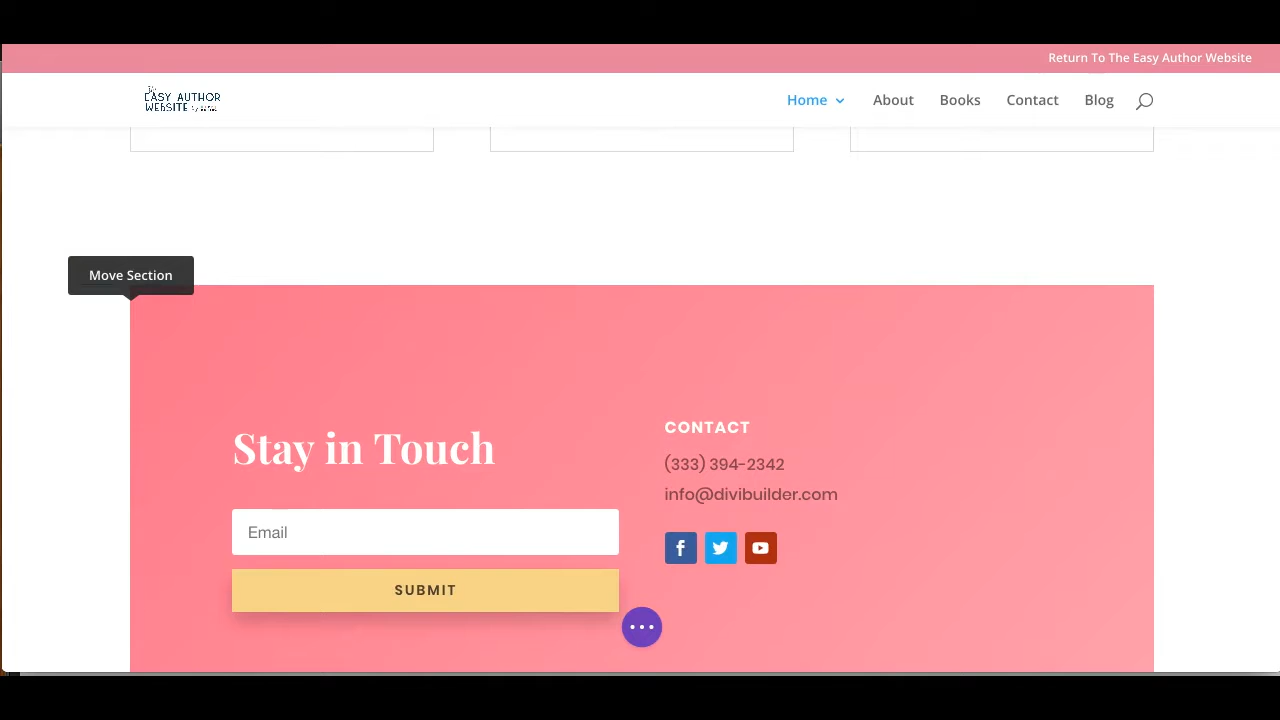 Return To The Easy Author Website
EASY AUTHOR
WEBSITE
Home
About
Books
Contact
Blog
Move Section
Stay in Touch
Email
SUBMIT
CONTACT
(333) 394-2342
info@divibuilder.com